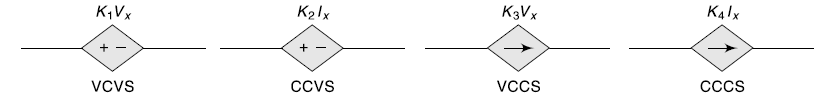 K₁Vₓ K₂Iₓ K₃Vₓ K₄Iₓ
+ − + −
VCVS CCVS VCCS CCCS